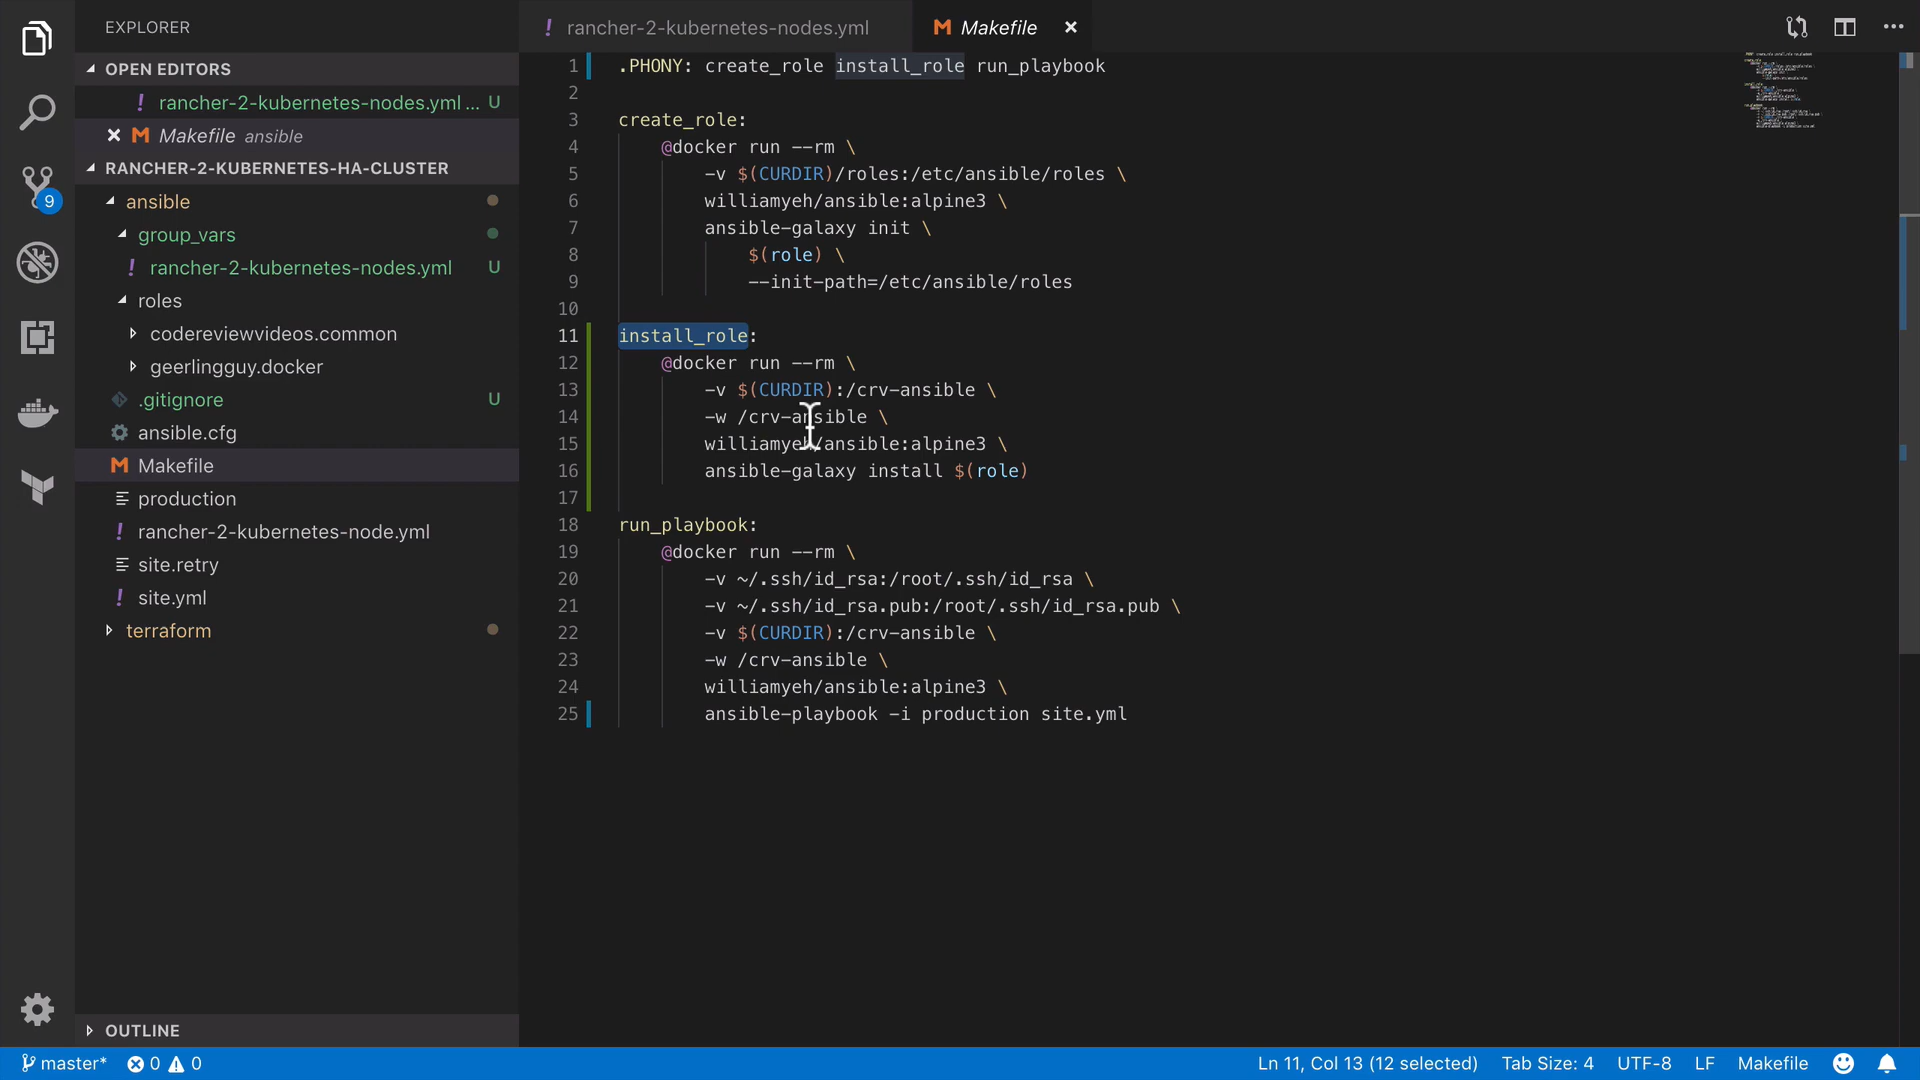 EXPLORER
OPEN EDITORS
! rancher-2-kubernetes-nodes.yml ... U
M Makefile ansible
RANCHER-2-KUBERNETES-HA-CLUSTER
ansible
group_vars
! rancher-2-kubernetes-nodes.yml U
roles
codereviewvideos.common
geerlingguy.docker
.gitignore U
ansible.cfg
M Makefile
production
! rancher-2-kubernetes-node.yml
site.retry
! site.yml
terraform
OUTLINE
9
! rancher-2-kubernetes-nodes.yml
M Makefile
1 .PHONY: create_role install_role run_playbook
2
3 create_role:
4 @docker run --rm \
5 -v $(CURDIR)/roles:/etc/ansible/roles \
6 williamyeh/ansible:alpine3 \
7 ansible-galaxy init \
8 $(role) \
9 --init-path=/etc/ansible/roles
10
11 install_role:
12 @docker run --rm \
13 -v $(CURDIR):/crv-ansible \
14 -w /crv-ansible \
15 williamyeh/ansible:alpine3 \
16 ansible-galaxy install $(role)
17
18 run_playbook:
19 @docker run --rm \
20 -v ~/.ssh/id_rsa:/root/.ssh/id_rsa \
21 -v ~/.ssh/id_rsa.pub:/root/.ssh/id_rsa.pub \
22 -v $(CURDIR):/crv-ansible \
23 -w /crv-ansible \
24 williamyeh/ansible:alpine3 \
25 ansible-playbook -i production site.yml
master* 0 0 Ln 11, Col 13 (12 selected) Tab Size: 4 UTF-8 LF Makefile